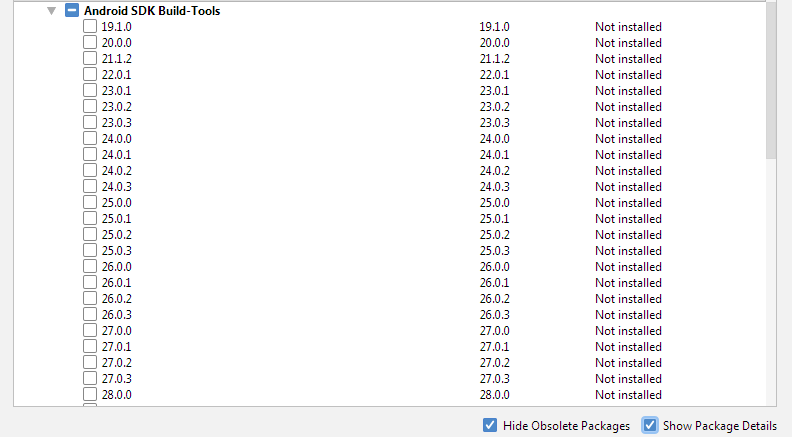 Android SDK Build-Tools
19.1.0 19.1.0 Not installed
20.0.0 20.0.0 Not installed
21.1.2 21.1.2 Not installed
22.0.1 22.0.1 Not installed
23.0.1 23.0.1 Not installed
23.0.2 23.0.2 Not installed
23.0.3 23.0.3 Not installed
24.0.0 24.0.0 Not installed
24.0.1 24.0.1 Not installed
24.0.2 24.0.2 Not installed
24.0.3 24.0.3 Not installed
25.0.0 25.0.0 Not installed
25.0.1 25.0.1 Not installed
25.0.2 25.0.2 Not installed
25.0.3 25.0.3 Not installed
26.0.0 26.0.0 Not installed
26.0.1 26.0.1 Not installed
26.0.2 26.0.2 Not installed
26.0.3 26.0.3 Not installed
27.0.0 27.0.0 Not installed
27.0.1 27.0.1 Not installed
27.0.2 27.0.2 Not installed
27.0.3 27.0.3 Not installed
28.0.0 28.0.0 Not installed
Hide Obsolete Packages Show Package Details